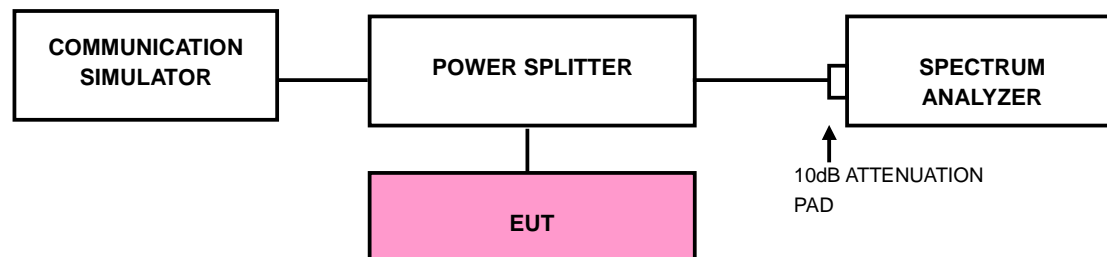 COMMUNICATION
SIMULATOR
POWER SPLITTER
SPECTRUM
ANALYZER
10dB ATTENUATION
PAD
EUT